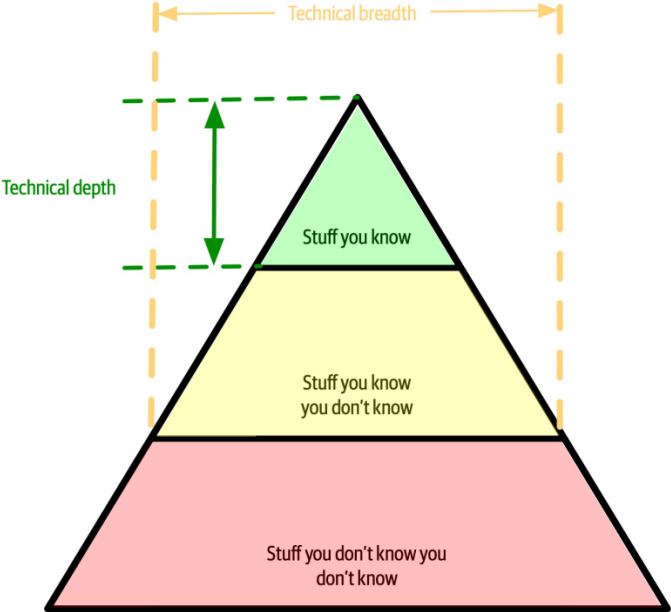 Technical breadth
Technical depth
Stuff you know
Stuff you know
you don’t know
Stuff you don’t know you
don’t know